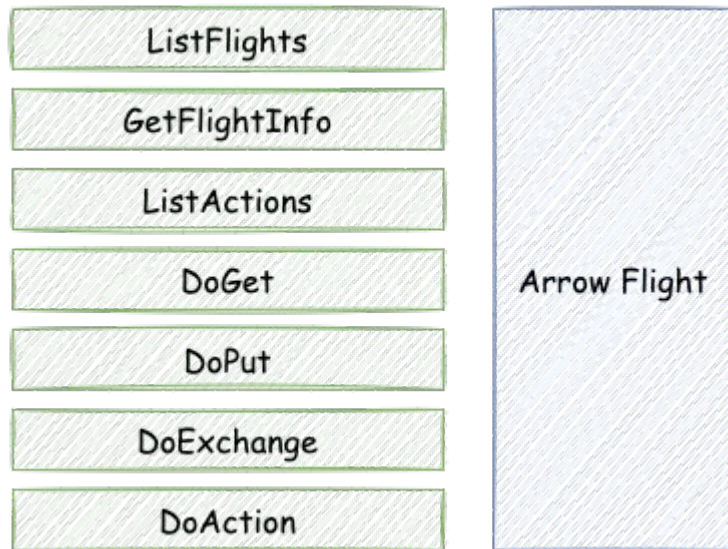 ListFlights
GetFlightInfo
ListActions
DoGet
Arrow Flight
DoPut
DoExchange
DoAction